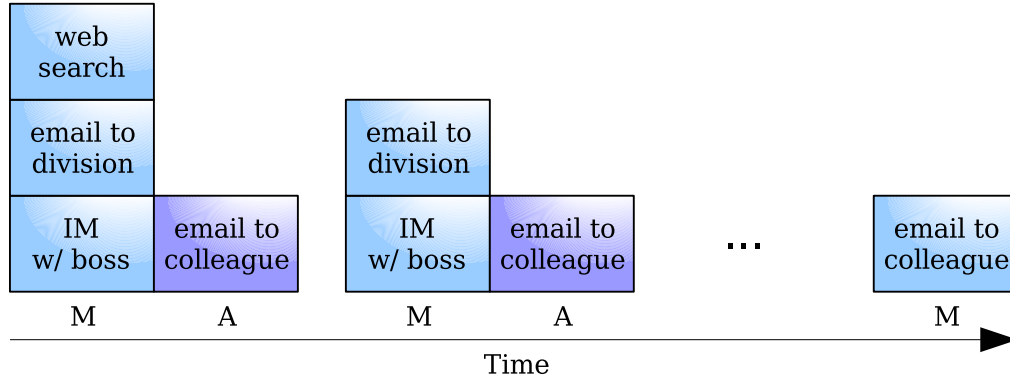 web
search
email to
division
IM
w/ boss
email to
colleague
email to
division
IM
w/ boss
email to
colleague
...
email to
colleague
M
A
M
A
M
Time